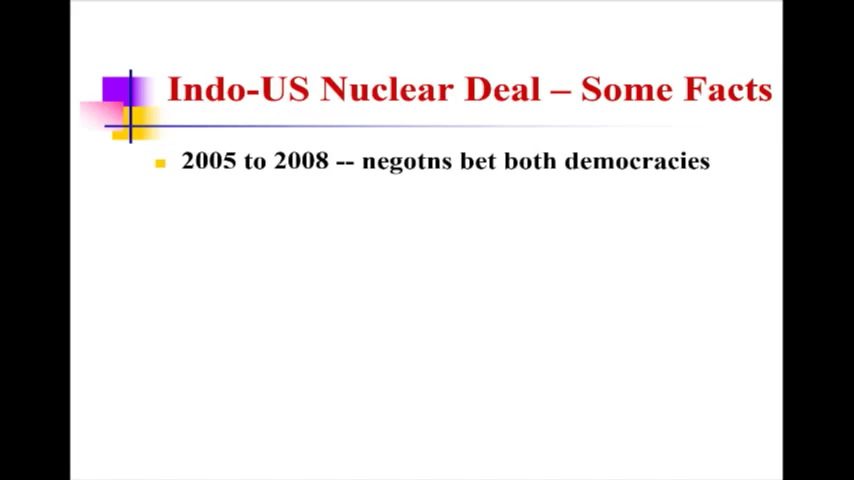 Indo-US Nuclear Deal – Some Facts
2005 to 2008 -- negotns bet both democracies